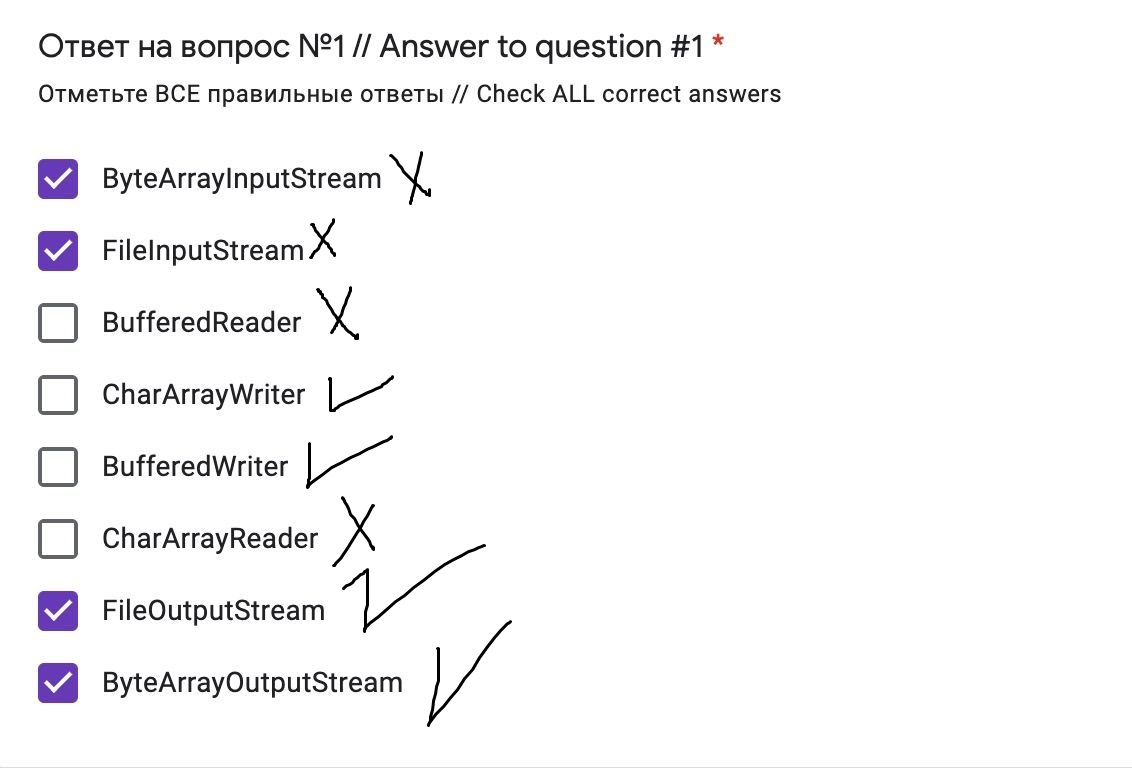 Ответ на вопрос №1 // Answer to question #1 *
Отметьте ВСЕ правильные ответы // Check ALL correct answers
ByteArrayInputStream
FileInputStream
BufferedReader
CharArrayWriter
BufferedWriter
CharArrayReader
FileOutputStream
ByteArrayOutputStream